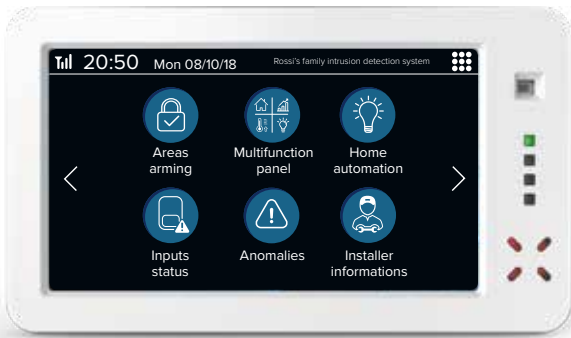 20:50 Mon 08/10/18 Rossi's family intrusion detection system
Areas
arming
Multifunction
panel
Home
automation
Inputs
status
Anomalies
Installer
informations